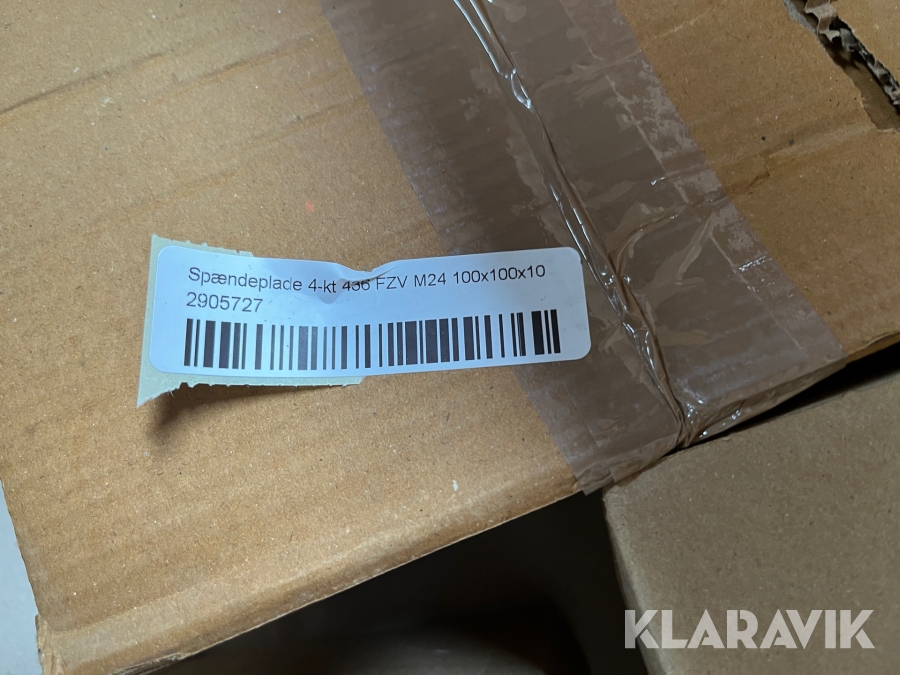 Spændeplade 4-kt 436 FZV M24 100x100x10
2905727
KLARAVIK